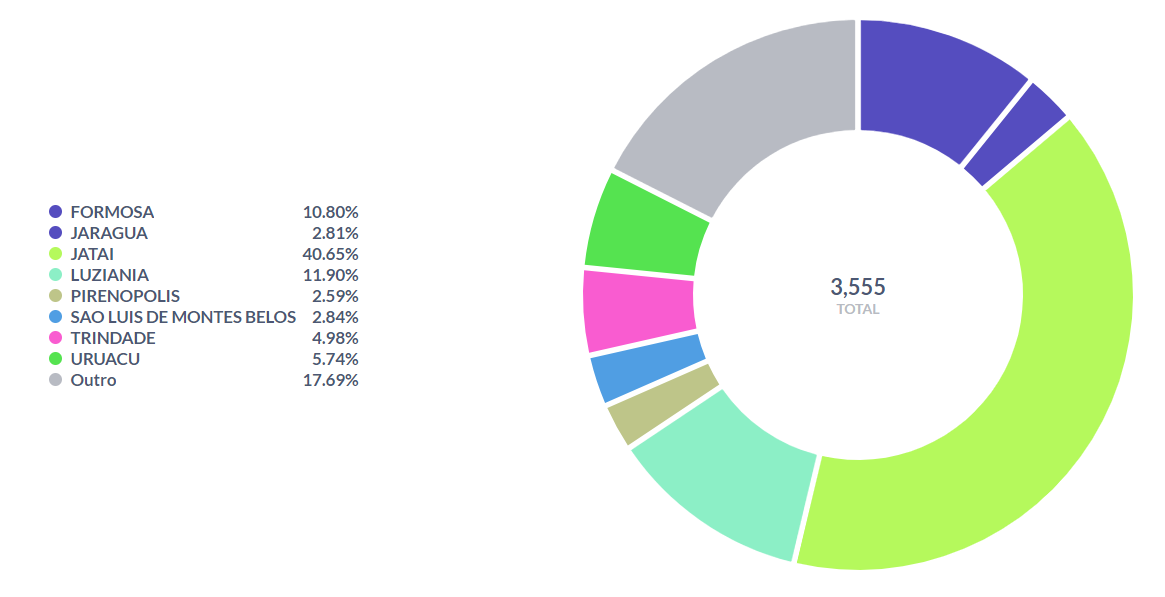 FORMOSA 10.80%
JARAGUA 2.81%
JATAI 40.65%
LUZIANIA 11.90%
PIRENOPOLIS 2.59%
SAO LUIS DE MONTES BELOS 2.84%
TRINDADE 4.98%
URUACU 5.74%
Outro 17.69%
3,555
TOTAL